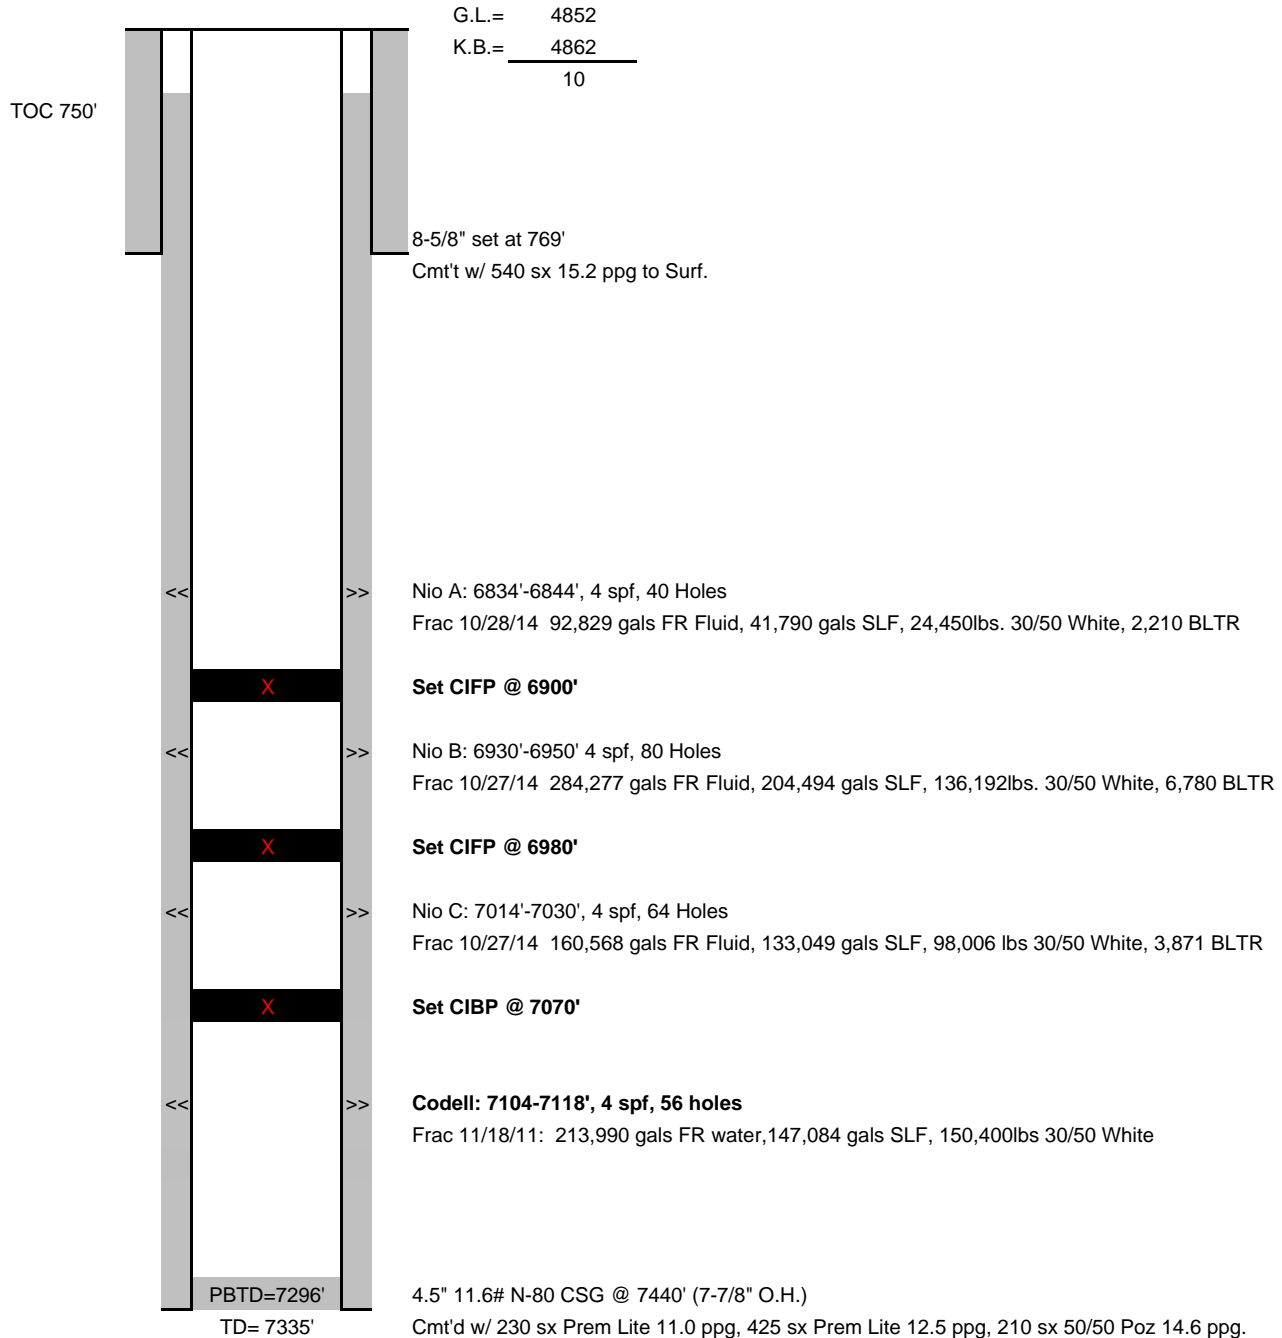 G.L.= 4852
K.B.= 4862
10
TOC 750'
8-5/8" set at 769'
Cmt't w/ 540 sx 15.2 ppg to Surf.
<< >> Nio A: 6834'-6844', 4 spf, 40 Holes
Frac 10/28/14 92,829 gals FR Fluid, 41,790 gals SLF, 24,450lbs. 30/50 White, 2,210 BLTR
X Set CIFP @ 6900'
<< >> Nio B: 6930'-6950' 4 spf, 80 Holes
Frac 10/27/14 284,277 gals FR Fluid, 204,494 gals SLF, 136,192lbs. 30/50 White, 6,780 BLTR
X Set CIFP @ 6980'
<< >> Nio C: 7014'-7030', 4 spf, 64 Holes
Frac 10/27/14 160,568 gals FR Fluid, 133,049 gals SLF, 98,006 lbs 30/50 White, 3,871 BLTR
X Set CIBP @ 7070'
<< >> Codell: 7104-7118', 4 spf, 56 holes
Frac 11/18/11: 213,990 gals FR water,147,084 gals SLF, 150,400lbs 30/50 White
PBTD=7296' 4.5" 11.6# N-80 CSG @ 7440' (7-7/8" O.H.)
TD= 7335' Cmt'd w/ 230 sx Prem Lite 11.0 ppg, 425 sx Prem Lite 12.5 ppg, 210 sx 50/50 Poz 14.6 ppg.